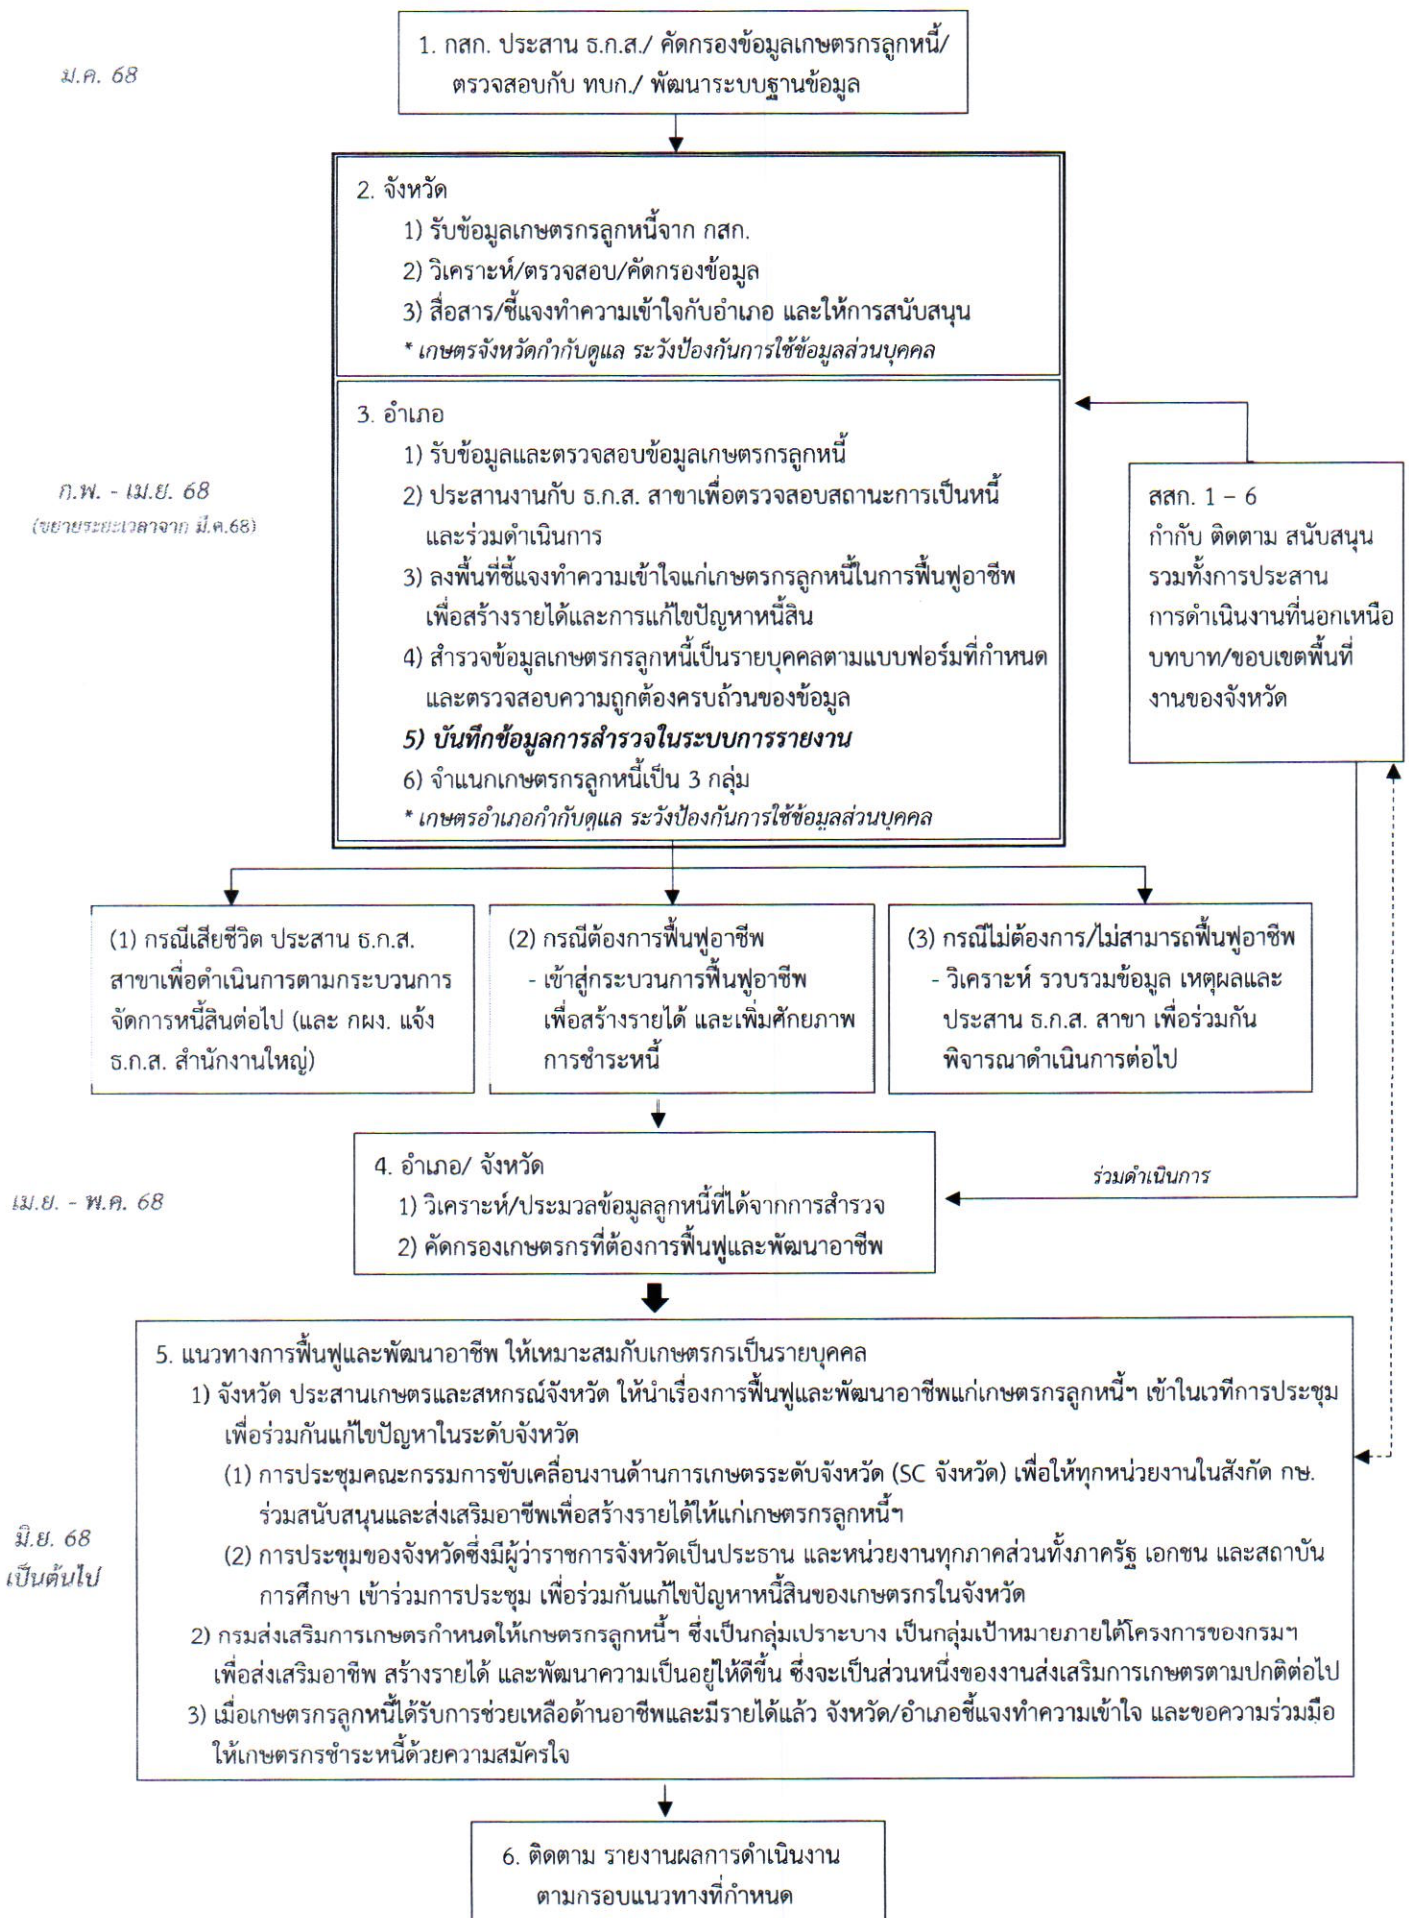 ม.ค. 68
1. กสก. ประสาน ธ.ก.ส./ คัดกรองข้อมูลเกษตรกรลูกหนี้/
ตรวจสอบกับ ทบก./ พัฒนาระบบฐานข้อมูล
2. จังหวัด
1) รับข้อมูลเกษตรกรลูกหนี้จาก กสก.
2) วิเคราะห์/ตรวจสอบ/คัดกรองข้อมูล
3) สื่อสาร/ชี้แจงทำความเข้าใจกับอำเภอ และให้การสนับสนุน
* เกษตรจังหวัดกำกับดูแล ระวังป้องกันการใช้ข้อมูลส่วนบุคคล
ก.พ. - เม.ย. 68
(ขยายระยะเวลาจาก มี.ค.68)
3. อำเภอ
1) รับข้อมูลและตรวจสอบข้อมูลเกษตรกรลูกหนี้
2) ประสานงานกับ ธ.ก.ส. สาขาเพื่อตรวจสอบสถานะการเป็นหนี้
และร่วมดำเนินการ
3) ลงพื้นที่ชี้แจงทำความเข้าใจแก่เกษตรกรลูกหนี้ในการฟื้นฟูอาชีพ
เพื่อสร้างรายได้และการแก้ไขปัญหาหนี้สิน
4) สำรวจข้อมูลเกษตรกรลูกหนี้เป็นรายบุคคลตามแบบฟอร์มที่กำหนด
และตรวจสอบความถูกต้องครบถ้วนของข้อมูล
5) บันทึกข้อมูลการสำรวจในระบบการรายงาน
6) จำแนกเกษตรกรลูกหนี้เป็น 3 กลุ่ม
* เกษตรอำเภอกำกับดูแล ระวังป้องกันการใช้ข้อมูลส่วนบุคคล
สสก. 1 – 6
กำกับ ติดตาม สนับสนุน
รวมทั้งการประสาน
การดำเนินงานที่นอกเหนือ
บทบาท/ขอบเขตพื้นที่
งานของจังหวัด
(1) กรณีเสียชีวิต ประสาน ธ.ก.ส.
สาขาเพื่อดำเนินการตามกระบวนการ
จัดการหนี้สินต่อไป (และ กผง. แจ้ง
ธ.ก.ส. สำนักงานใหญ่)
(2) กรณีต้องการฟื้นฟูอาชีพ
- เข้าสู่กระบวนการฟื้นฟูอาชีพ
เพื่อสร้างรายได้ และเพิ่มศักยภาพ
การชำระหนี้
(3) กรณีไม่ต้องการ/ไม่สามารถฟื้นฟูอาชีพ
- วิเคราะห์ รวบรวมข้อมูล เหตุผลและ
ประสาน ธ.ก.ส. สาขา เพื่อร่วมกัน
พิจารณาดำเนินการต่อไป
เม.ย. - พ.ค. 68
4. อำเภอ/ จังหวัด
1) วิเคราะห์/ประมวลข้อมูลลูกหนี้ที่ได้จากการสำรวจ
2) คัดกรองเกษตรกรที่ต้องการฟื้นฟูและพัฒนาอาชีพ
ร่วมดำเนินการ
มิ.ย. 68
เป็นต้นไป
5. แนวทางการฟื้นฟูและพัฒนาอาชีพ ให้เหมาะสมกับเกษตรกรเป็นรายบุคคล
1) จังหวัด ประสานเกษตรและสหกรณ์จังหวัด ให้นำเรื่องการฟื้นฟูและพัฒนาอาชีพแก่เกษตรกรลูกหนี้ฯ เข้าในเวทีการประชุม
เพื่อร่วมกันแก้ไขปัญหาในระดับจังหวัด
(1) การประชุมคณะกรรมการขับเคลื่อนงานด้านการเกษตรระดับจังหวัด (SC จังหวัด) เพื่อให้ทุกหน่วยงานในสังกัด กษ.
ร่วมสนับสนุนและส่งเสริมอาชีพเพื่อสร้างรายได้ให้แก่เกษตรกรลูกหนี้ฯ
(2) การประชุมของจังหวัดซึ่งมีผู้ว่าราชการจังหวัดเป็นประธาน และหน่วยงานทุกภาคส่วนทั้งภาครัฐ เอกชน และสถาบัน
การศึกษา เข้าร่วมการประชุม เพื่อร่วมกันแก้ไขปัญหาหนี้สินของเกษตรกรในจังหวัด
2) กรมส่งเสริมการเกษตรกำหนดให้เกษตรกรลูกหนี้ฯ ซึ่งเป็นกลุ่มเปราะบาง เป็นกลุ่มเป้าหมายภายใต้โครงการของกรมฯ
เพื่อส่งเสริมอาชีพ สร้างรายได้ และพัฒนาความเป็นอยู่ให้ดีขึ้น ซึ่งจะเป็นส่วนหนึ่งของงานส่งเสริมการเกษตรตามปกติต่อไป
3) เมื่อเกษตรกรลูกหนี้ได้รับการช่วยเหลือด้านอาชีพและมีรายได้แล้ว จังหวัด/อำเภอชี้แจงทำความเข้าใจ และขอความร่วมมือ
ให้เกษตรกรชำระหนี้ด้วยความสมัครใจ
6. ติดตาม รายงานผลการดำเนินงาน
ตามกรอบแนวทางที่กำหนด